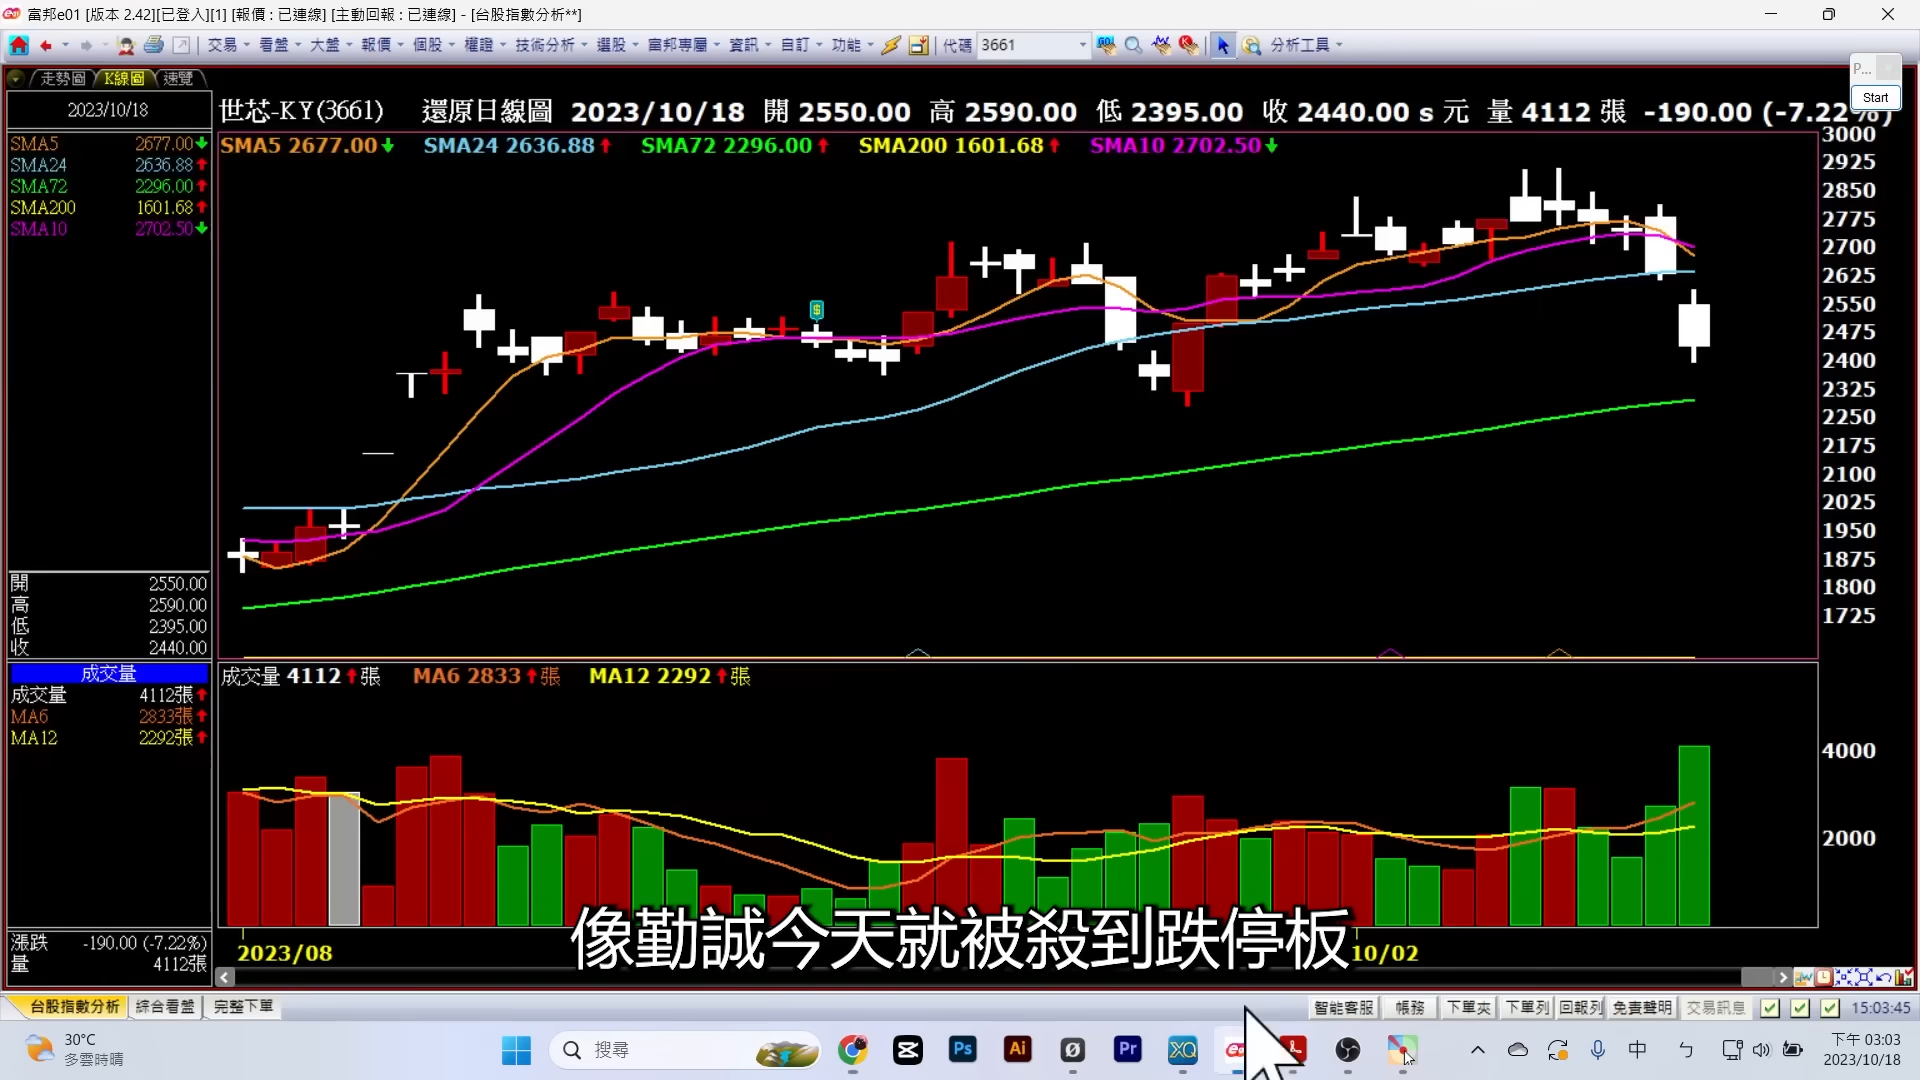 富邦e01 [版本 2.42][已登入][1] [報價 : 已連線] [主動回報 : 已連線] - [台股指數分析**]
交易 看盤 大盤 報價 個股 權證 技術分析 選股 富邦專屬 資訊 自訂 功能 代碼 3661 分析工具
走勢圖 K線圖 速覽
P...
Start
2023/10/18
世芯-KY(3661) 還原日線圖 2023/10/18 開 2550.00 高 2590.00 低 2395.00 收 2440.00 s 元 量 4112 張 -190.00 (-7.22%)
SMA5 2677.00 SMA24 2636.88 SMA72 2296.00 SMA200 1601.68 SMA10 2702.50
SMA5 2677.00
SMA24 2636.88
SMA72 2296.00
SMA200 1601.68
SMA10 2702.50
3000
2925
2850
2775
2700
2625
2550
2475
2400
2325
2250
2175
2100
2025
1950
1875
1800
1725
$
開 2550.00
高 2590.00
低 2395.00
收 2440.00
成交量
成交量 4112張
MA6 2833張
MA12 2292張
成交量 4112 張 MA6 2833 張 MA12 2292 張
4000
2000
漲跌 -190.00 (-7.22%)
量 4112張
2023/08
10/02
像勤誠今天就被殺到跌停板
台股指數分析 綜合看盤 完整下單
智能客服 帳務 下單夾 下單列 回報列 免責聲明 交易訊息 15:03:45
30°C
多雲時晴
搜尋
Ps Ai Pr XQ
中 ㄅ
下午 03:03
2023/10/18